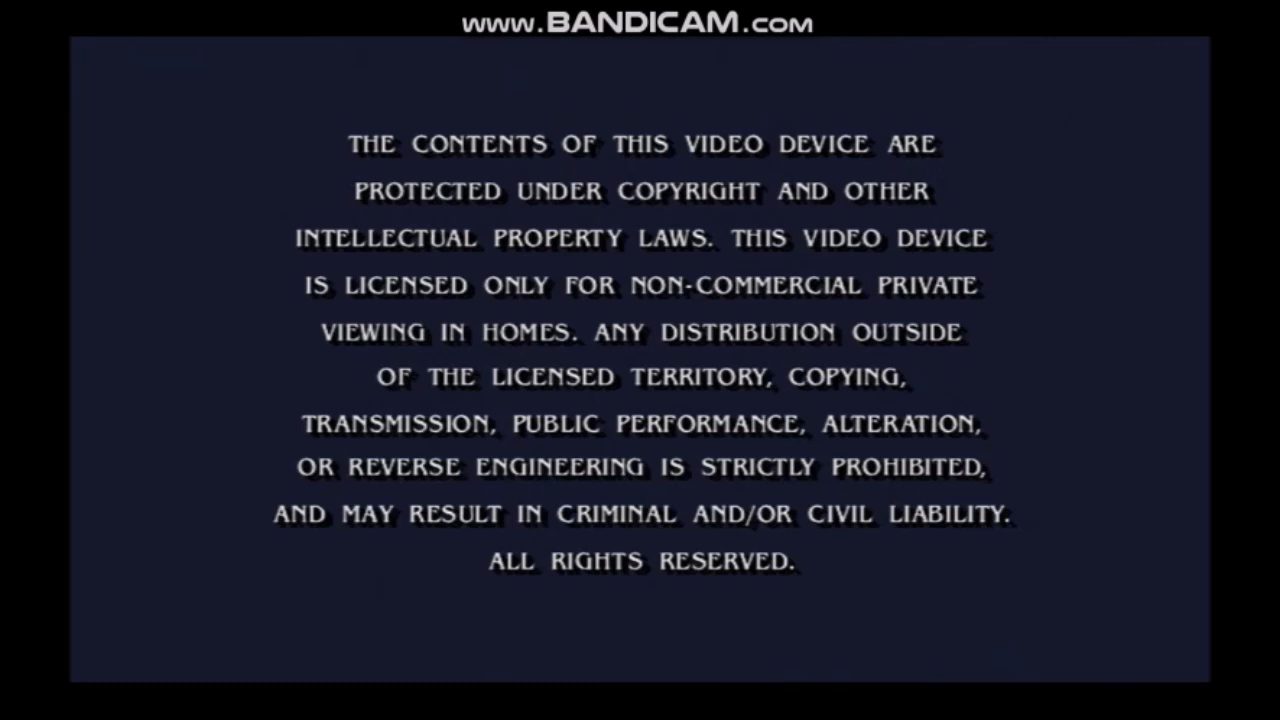 www.BANDICAM.COM
THE CONTENTS OF THIS VIDEO DEVICE ARE
PROTECTED UNDER COPYRIGHT AND OTHER
INTELLECTUAL PROPERTY LAWS. THIS VIDEO DEVICE
IS LICENSED ONLY FOR NON-COMMERCIAL PRIVATE
VIEWING IN HOMES. ANY DISTRIBUTION OUTSIDE
OF THE LICENSED TERRITORY, COPYING,
TRANSMISSION, PUBLIC PERFORMANCE, ALTERATION,
OR REVERSE ENGINEERING IS STRICTLY PROHIBITED,
AND MAY RESULT IN CRIMINAL AND/OR CIVIL LIABILITY.
ALL RIGHTS RESERVED.